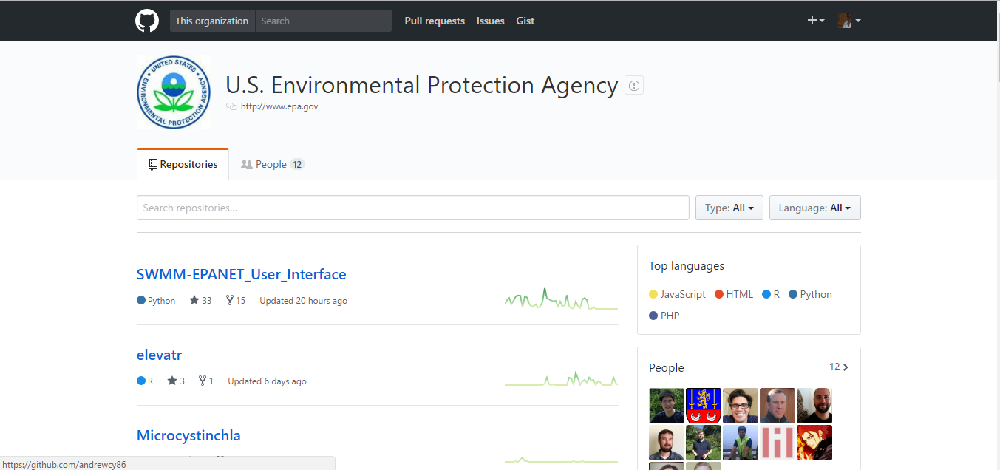 This organization Search Pull requests Issues Gist
UNITED STATES
ENVIRONMENTAL PROTECTION AGENCY
U.S. Environmental Protection Agency
http://www.epa.gov
Repositories People 12
Search repositories... Type: All Language: All
SWMM-EPANET_User_Interface
Python 33 15 Updated 20 hours ago
elevatr
R 3 1 Updated 6 days ago
Microcystinchla
Top languages
JavaScript HTML R Python
PHP
People 12
https://github.com/andrewcy86